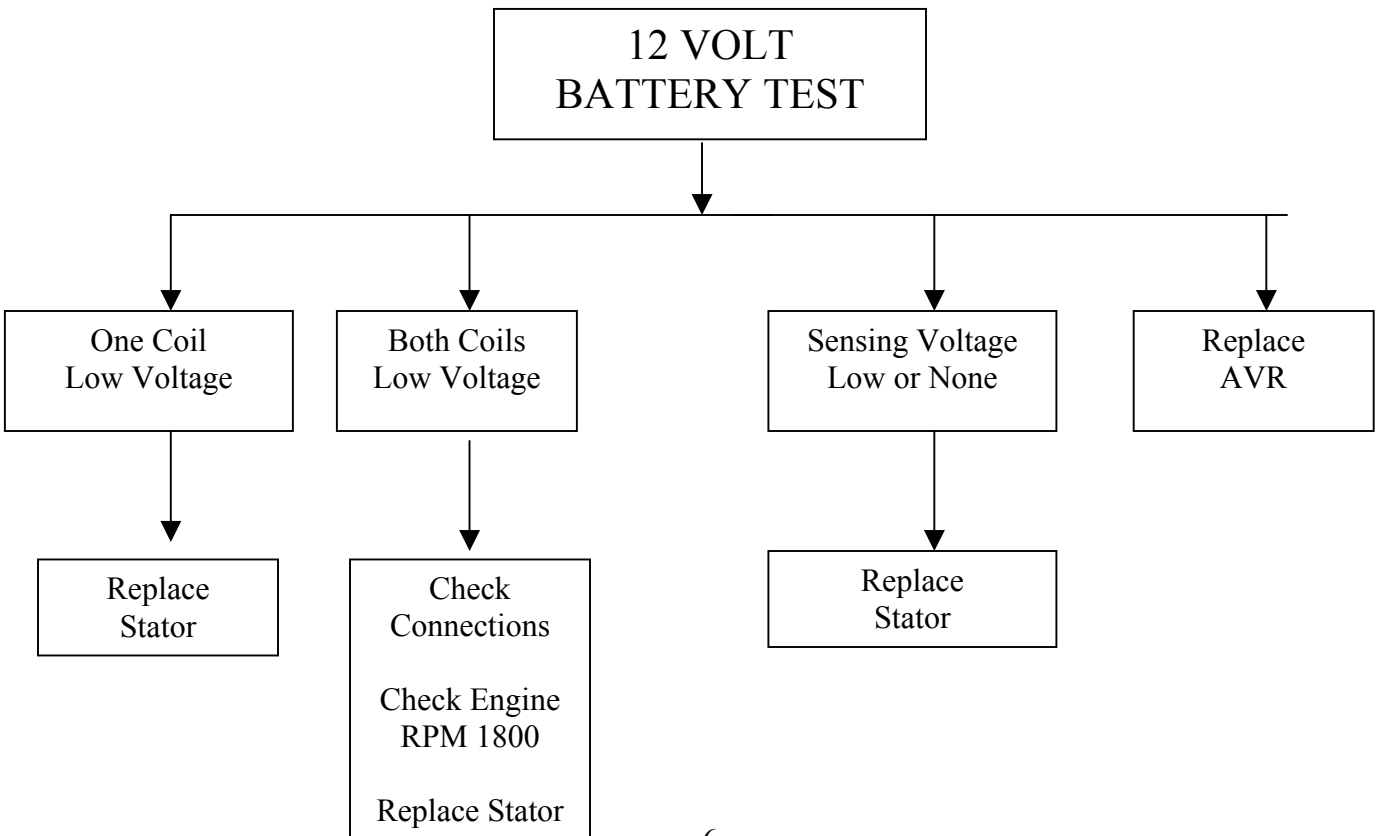 12 VOLT
BATTERY TEST
One Coil
Low Voltage
Both Coils
Low Voltage
Sensing Voltage
Low or None
Replace
AVR
Replace
Stator
Check
Connections
Check Engine
RPM 1800
Replace Stator
Replace
Stator